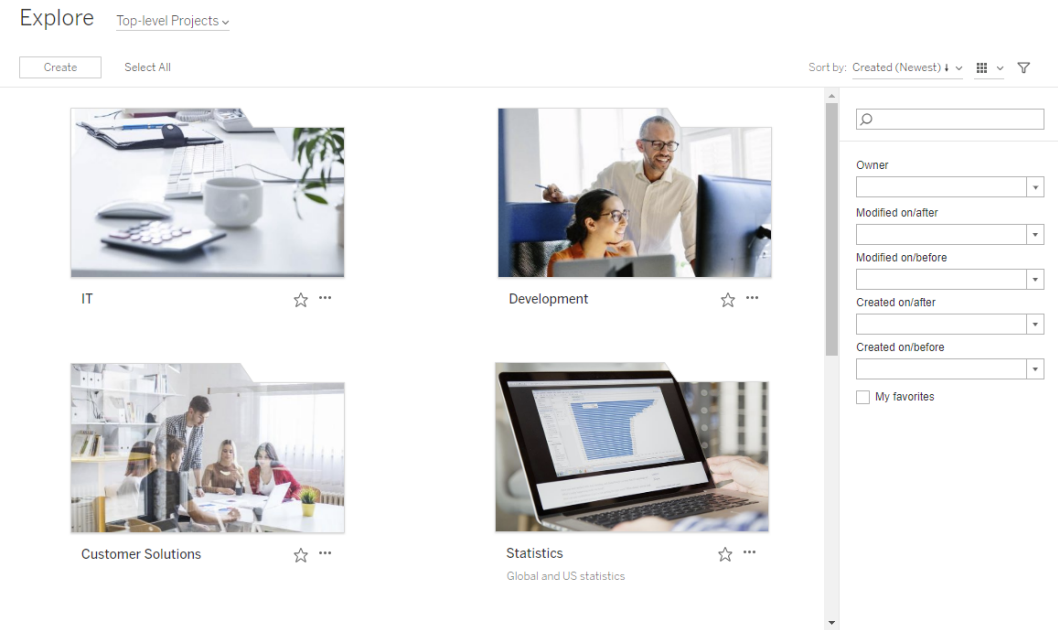 Explore Top-level Projects
Create Select All Sort by: Created (Newest)
IT
Development
Customer Solutions
Statistics
Global and US statistics
Owner
Modified on/after
Modified on/before
Created on/after
Created on/before
My favorites